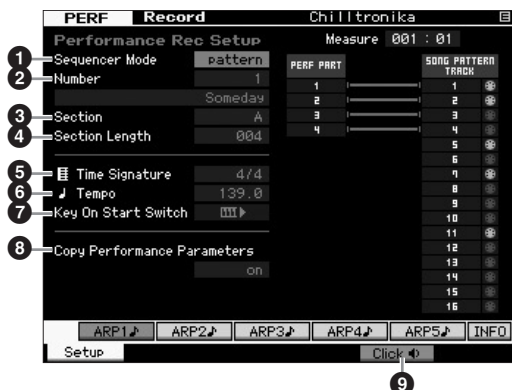 PERF Record Chilltronika
Performance Rec Setup Measure 001 : 01
1 Sequencer Mode pattern
2 Number 1
Someday
3 Section A
4 Section Length 004
5 Time Signature 4/4
6 Tempo 139.0
7 Key On Start Switch
8 Copy Performance Parameters
on
PERF PART SONG PATTERN TRACK
1 1
2 2
3 3
4 4
5
6
7
8
9
10
11
12
13
14
15
16
ARP1 ARP2 ARP3 ARP4 ARP5 INFO
Setup Click
9